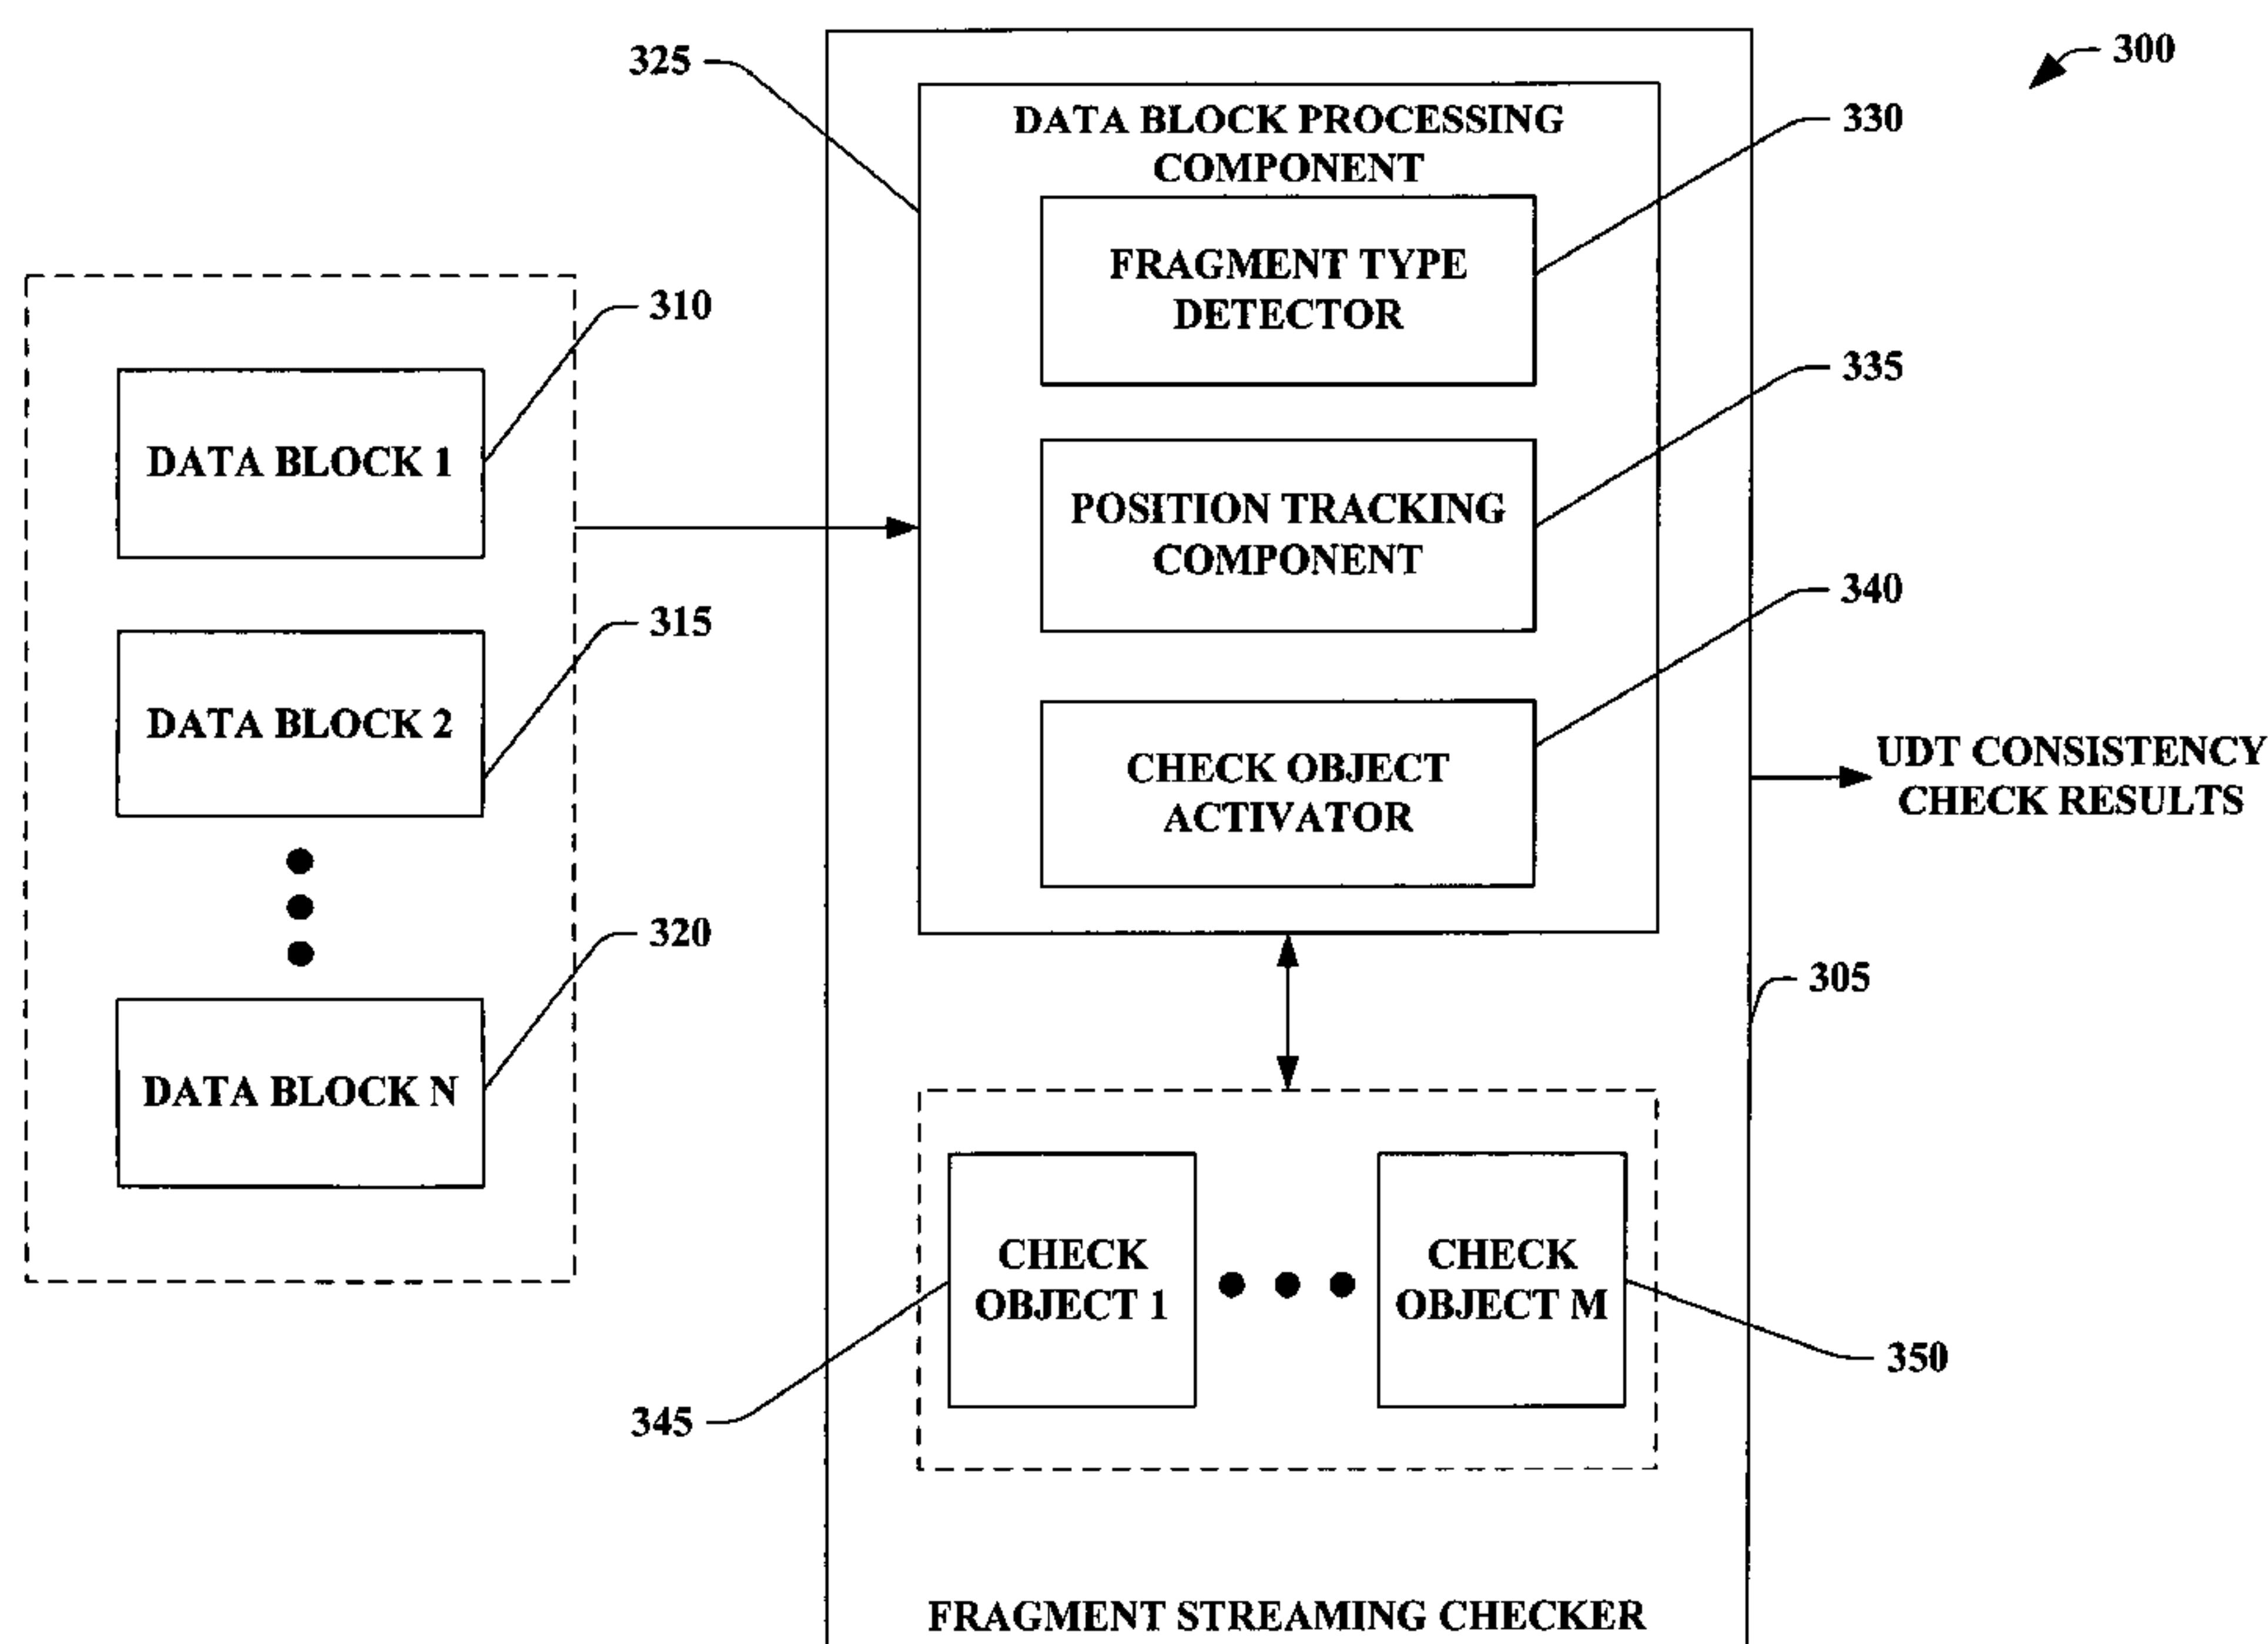 300
325
DATA BLOCK PROCESSING
COMPONENT
330
FRAGMENT TYPE
DETECTOR
310
DATA BLOCK 1
335
POSITION TRACKING
COMPONENT
315
DATA BLOCK 2
340
CHECK OBJECT
ACTIVATOR
UDT CONSISTENCY
CHECK RESULTS
320
DATA BLOCK N
305
CHECK
OBJECT 1
CHECK
OBJECT M
345
350
FRAGMENT STREAMING CHECKER